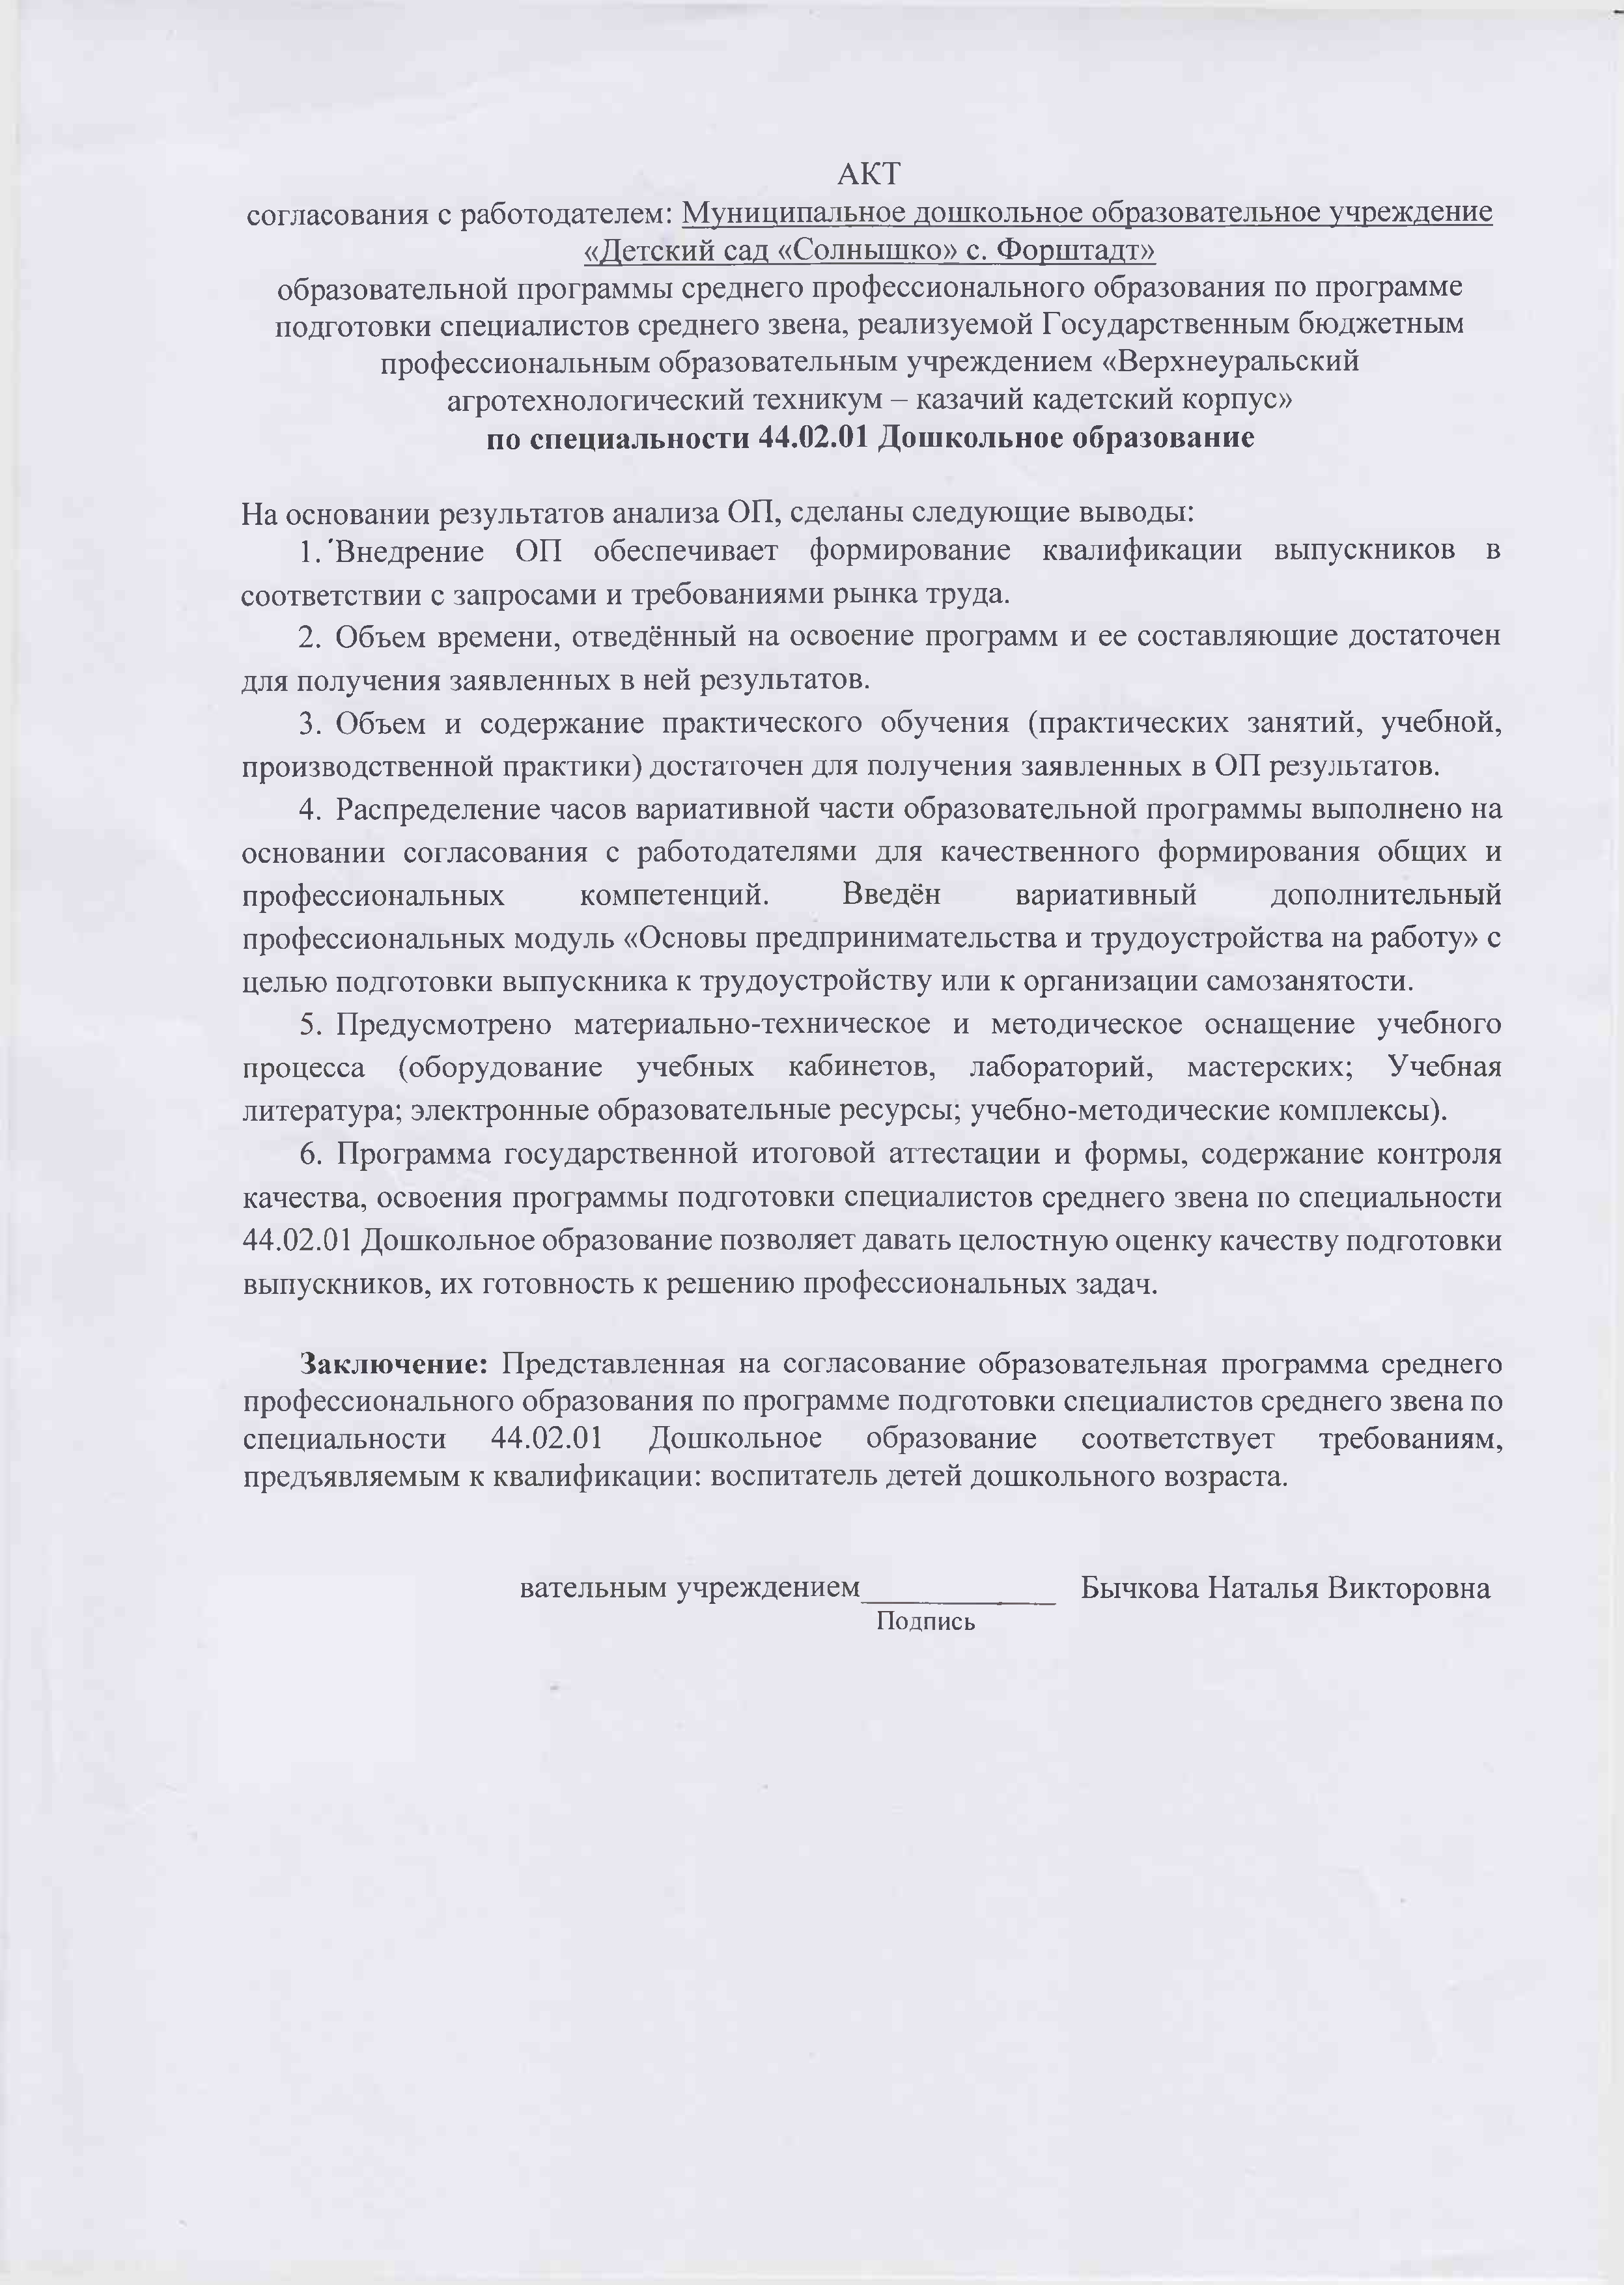 АКТ
согласования с работодателем: Муниципальное дошкольное образовательное учреждение
«Детский сад «Солнышко» с. Форштадт»
образовательной программы среднего профессионального образования по программе
подготовки специалистов среднего звена, реализуемой Государственным бюджетным
профессиональным образовательным учреждением «Верхнеуральский
агротехнологический техникум – казачий кадетский корпус»
по специальности 44.02.01 Дошкольное образование
На основании результатов анализа ОП, сделаны следующие выводы:
1. Внедрение ОП обеспечивает формирование квалификации выпускников в
соответствии с запросами и требованиями рынка труда.
2. Объем времени, отведённый на освоение программ и ее составляющие достаточен
для получения заявленных в ней результатов.
3. Объем и содержание практического обучения (практических занятий, учебной,
производственной практики) достаточен для получения заявленных в ОП результатов.
4. Распределение часов вариативной части образовательной программы выполнено на
основании согласования с работодателями для качественного формирования общих и
профессиональных компетенций. Введён вариативный дополнительный
профессиональных модуль «Основы предпринимательства и трудоустройства на работу» с
целью подготовки выпускника к трудоустройству или к организации самозанятости.
5. Предусмотрено материально-техническое и методическое оснащение учебного
процесса (оборудование учебных кабинетов, лабораторий, мастерских; Учебная
литература; электронные образовательные ресурсы; учебно-методические комплексы).
6. Программа государственной итоговой аттестации и формы, содержание контроля
качества, освоения программы подготовки специалистов среднего звена по специальности
44.02.01 Дошкольное образование позволяет давать целостную оценку качеству подготовки
выпускников, их готовность к решению профессиональных задач.
Заключение: Представленная на согласование образовательная программа среднего
профессионального образования по программе подготовки специалистов среднего звена по
специальности 44.02.01 Дошкольное образование соответствует требованиям,
предъявляемым к квалификации: воспитатель детей дошкольного возраста.
вательным учреждением____________ Бычкова Наталья Викторовна
Подпись